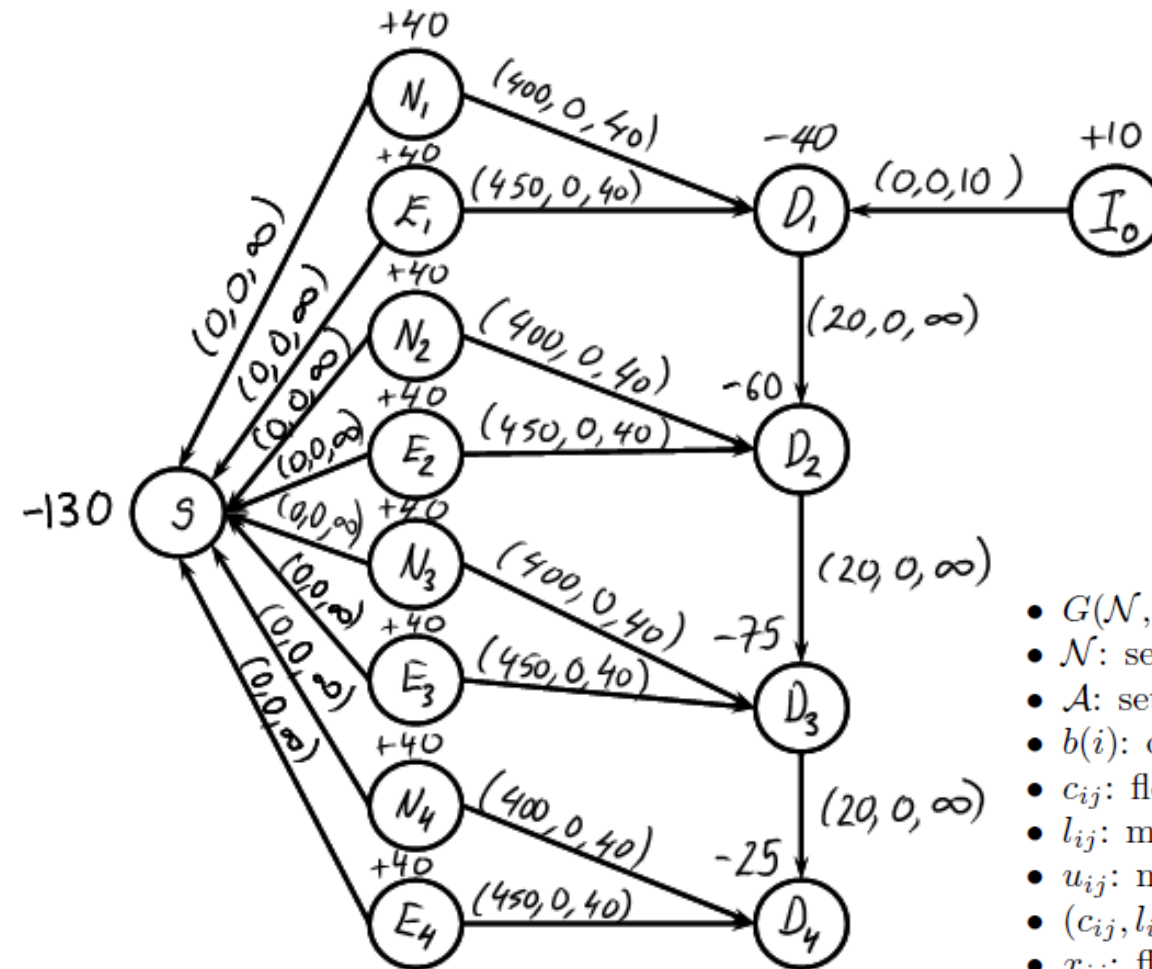 +40
N₁
(400, 0, 40)
+40
E₁
(450, 0, 40)
-40
D₁
(0,0,10)
+10
I₀
(0,0,∞)
(0,0,∞)
+40
N₂
(400, 0, 40)
(20,0,∞)
(0,0,∞)
+40
E₂
(450,0,40)
-60
D₂
(0,0,∞)
-130
S
(0,0,∞)
+40
N₃
(400, 0, 40)
(20, 0, ∞)
(0,0,∞)
+40
E₃
(450,0,40)
-75
D₃
(0,0,∞)
+40
N₄
(400,0,40)
(20, 0, ∞)
(0,0,∞)
+40
E₄
(450,0,40)
-25
D₄
• G(N,
• N: se
• A: se
• b(i):
• cᵢⱼ: fl
• lᵢⱼ: m
• uᵢⱼ: m
• (cᵢⱼ, lᵢ